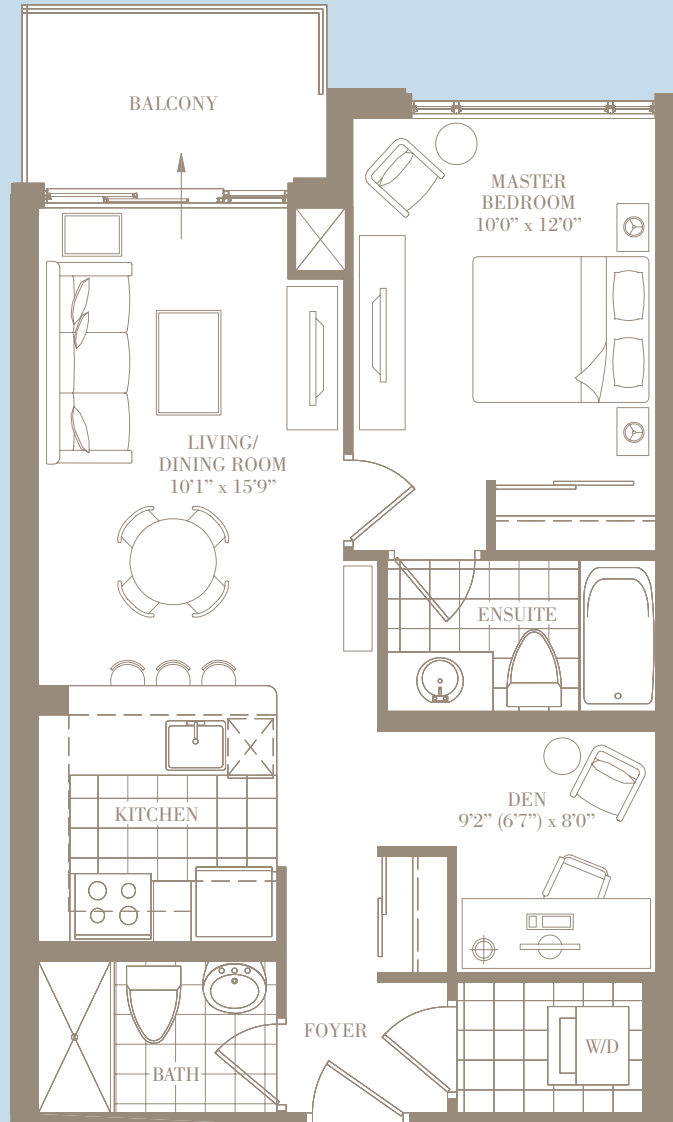 BALCONY
MASTER
BEDROOM
10’0” x 12’0”
LIVING/
DINING ROOM
10’1” x 15’9”
ENSUITE
KITCHEN
DEN
9’2” (6’7”) x 8’0”
FOYER
W/D
BATH